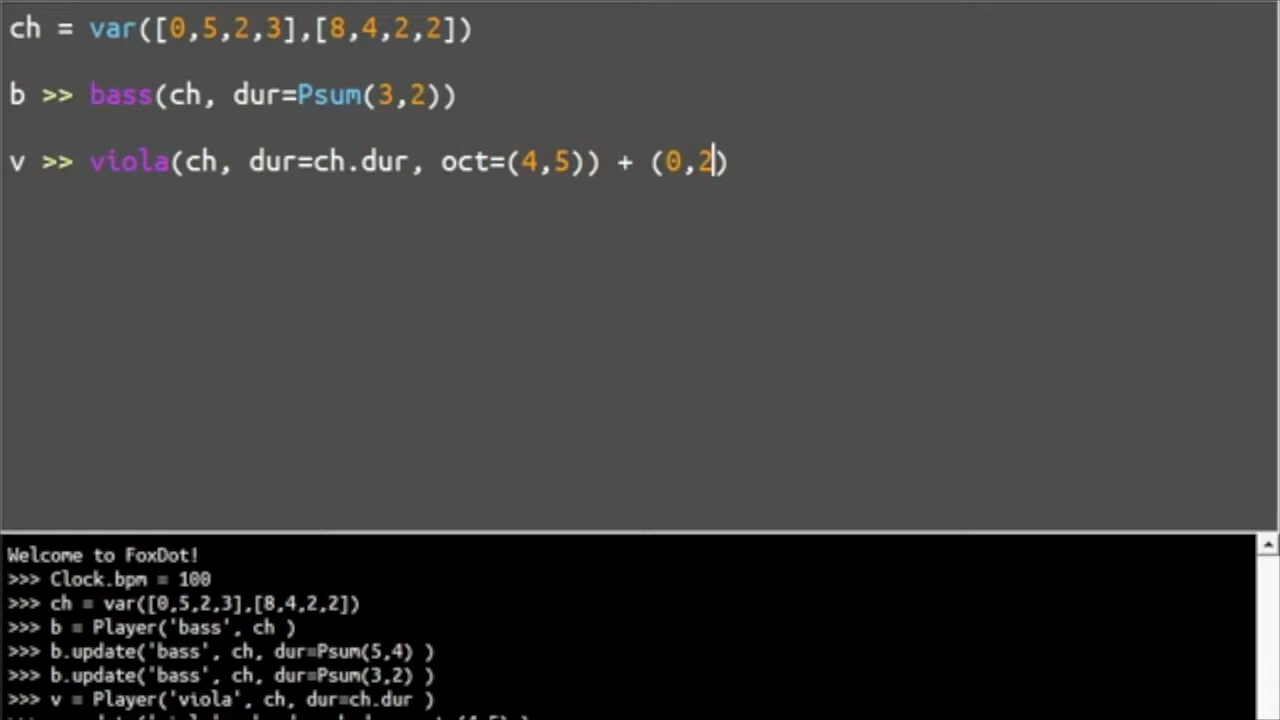 ch = var([0,5,2,3],[8,4,2,2])
b >> bass(ch, dur=Psum(3,2))
v >> viola(ch, dur=ch.dur, oct=(4,5)) + (0,2)
Welcome to FoxDot!
>>> Clock.bpm = 100
>>> ch = var([0,5,2,3],[8,4,2,2])
>>> b = Player('bass', ch )
>>> b.update('bass', ch, dur=Psum(5,4) )
>>> b.update('bass', ch, dur=Psum(3,2) )
>>> v = Player('viola', ch, dur=ch.dur )